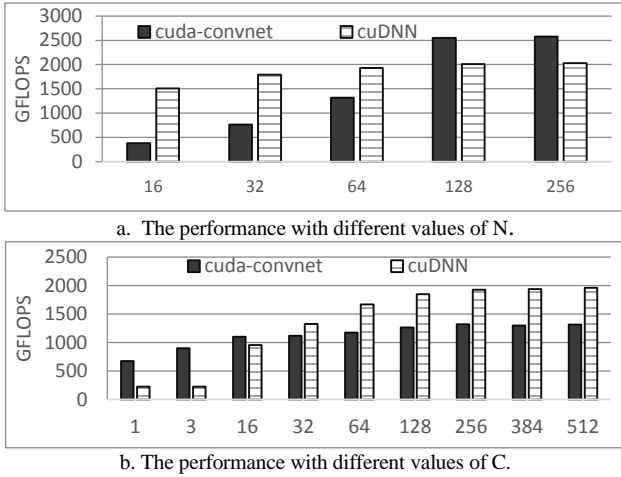 3000
2500
2000
1500
1000
500
0
GFLOPS
cuda-convnet cuDNN
16 32 64 128 256
a. The performance with different values of N.
2500
2000
1500
1000
500
0
GFLOPS
cuda-convnet cuDNN
1 3 16 32 64 128 256 384 512
b. The performance with different values of C.